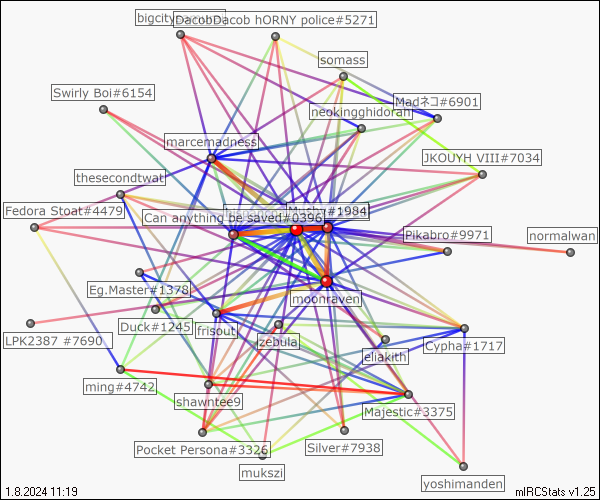 bigcity
DacobDacob hORNY police#5271
somass
Swirly Boi#6154
Madネコ#6901
neokingghidorah
marcemadness
JKOUYH VIII#7034
thesecondtwat
Fedora Stoat#4479
Can anything be saved#0396
#1984
Pikabro#9971
normalwan
Eg.Master#1378
moonraven
Duck#1245
frisout
LPK2387 #7690
zebula
Cypha#1717
eliakith
ming#4742
shawntee9
Majestic#3375
Pocket Persona#3326
Silver#7938
mukszi
yoshimanden
1.8.2024 11:19
mIRCStats v1.25